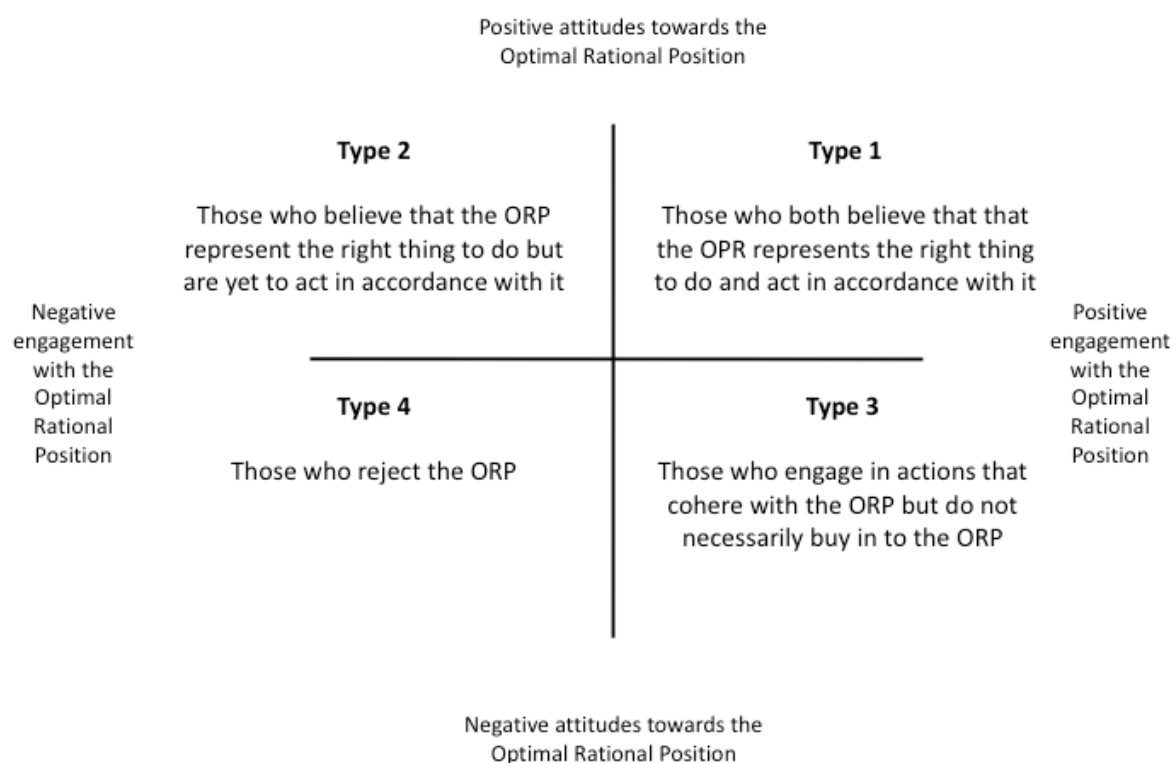 Positive attitudes towards the
Optimal Rational Position
Type 2
Those who believe that the ORP
represent the right thing to do but
are yet to act in accordance with it
Type 1
Those who both believe that that
the OPR represents the right thing
to do and act in accordance with it
Negative
engagement
with the
Optimal
Rational
Position
Positive
engagement
with the
Optimal
Rational
Position
Type 4
Those who reject the ORP
Type 3
Those who engage in actions that
cohere with the ORP but do not
necessarily buy in to the ORP
Negative attitudes towards the
Optimal Rational Position